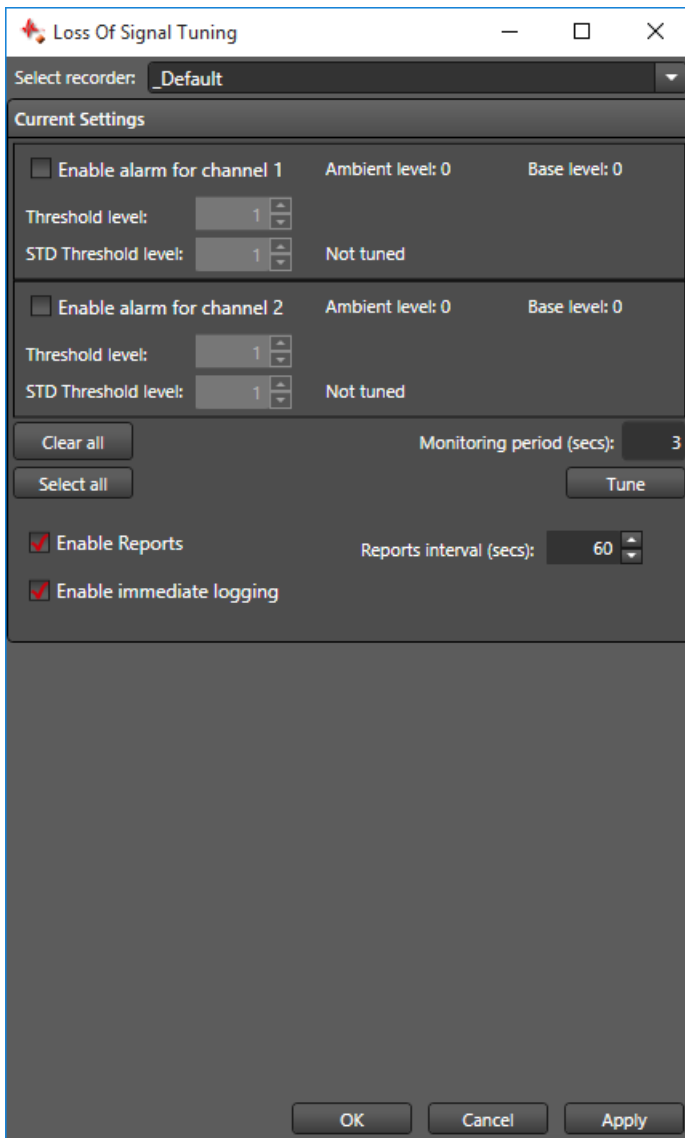 Loss Of Signal Tuning
Select recorder: _Default
Current Settings
Enable alarm for channel 1 Ambient level: 0 Base level: 0
Threshold level: 1
STD Threshold level: 1 Not tuned
Enable alarm for channel 2 Ambient level: 0 Base level: 0
Threshold level: 1
STD Threshold level: 1 Not tuned
Clear all Monitoring period (secs): 3
Select all Tune
Enable Reports Reports interval (secs): 60
Enable immediate logging
OK Cancel Apply